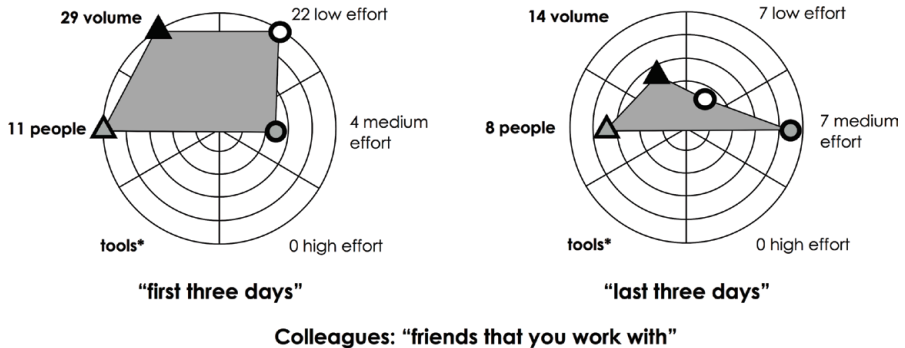 29 volume
22 low effort
11 people
4 medium
effort
tools*
0 high effort
"first three days"
14 volume
7 low effort
8 people
7 medium
effort
tools*
0 high effort
"last three days"
Colleagues: "friends that you work with"